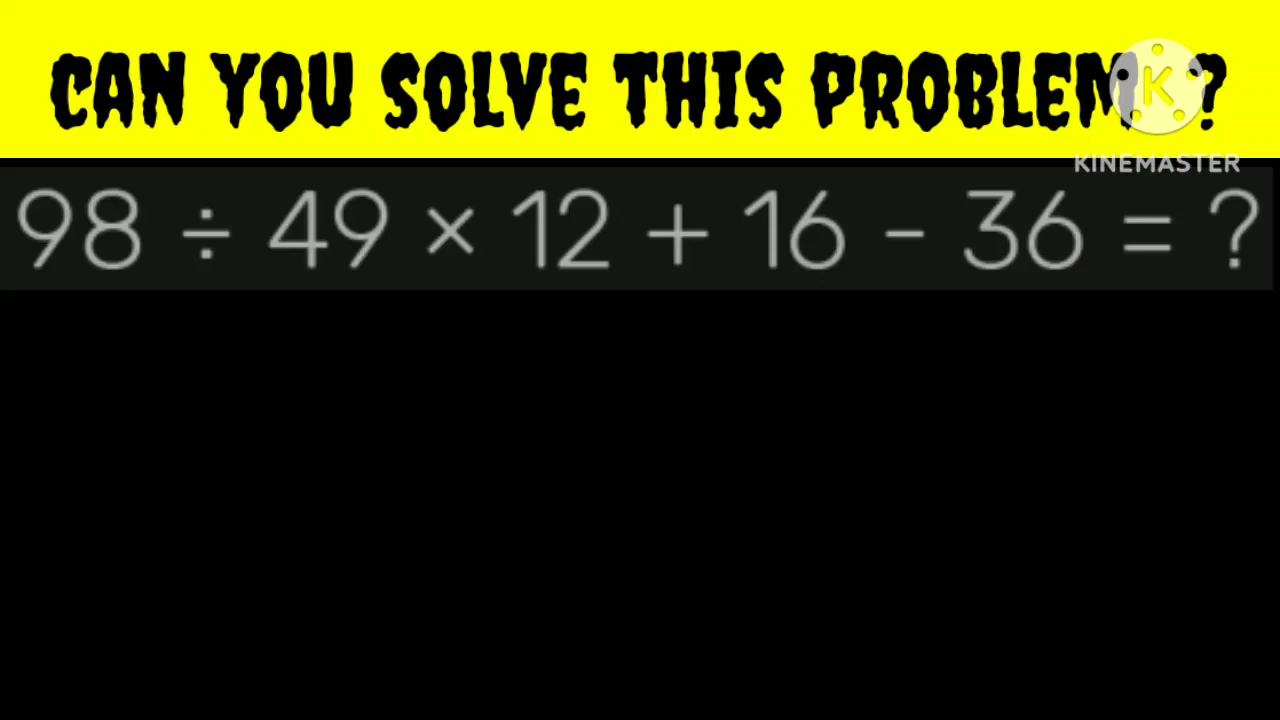 CAN YOU SOLVE THIS PROBLEM ?
K
KINEMASTER
98 ÷ 49 × 12 + 16 - 36 = ?